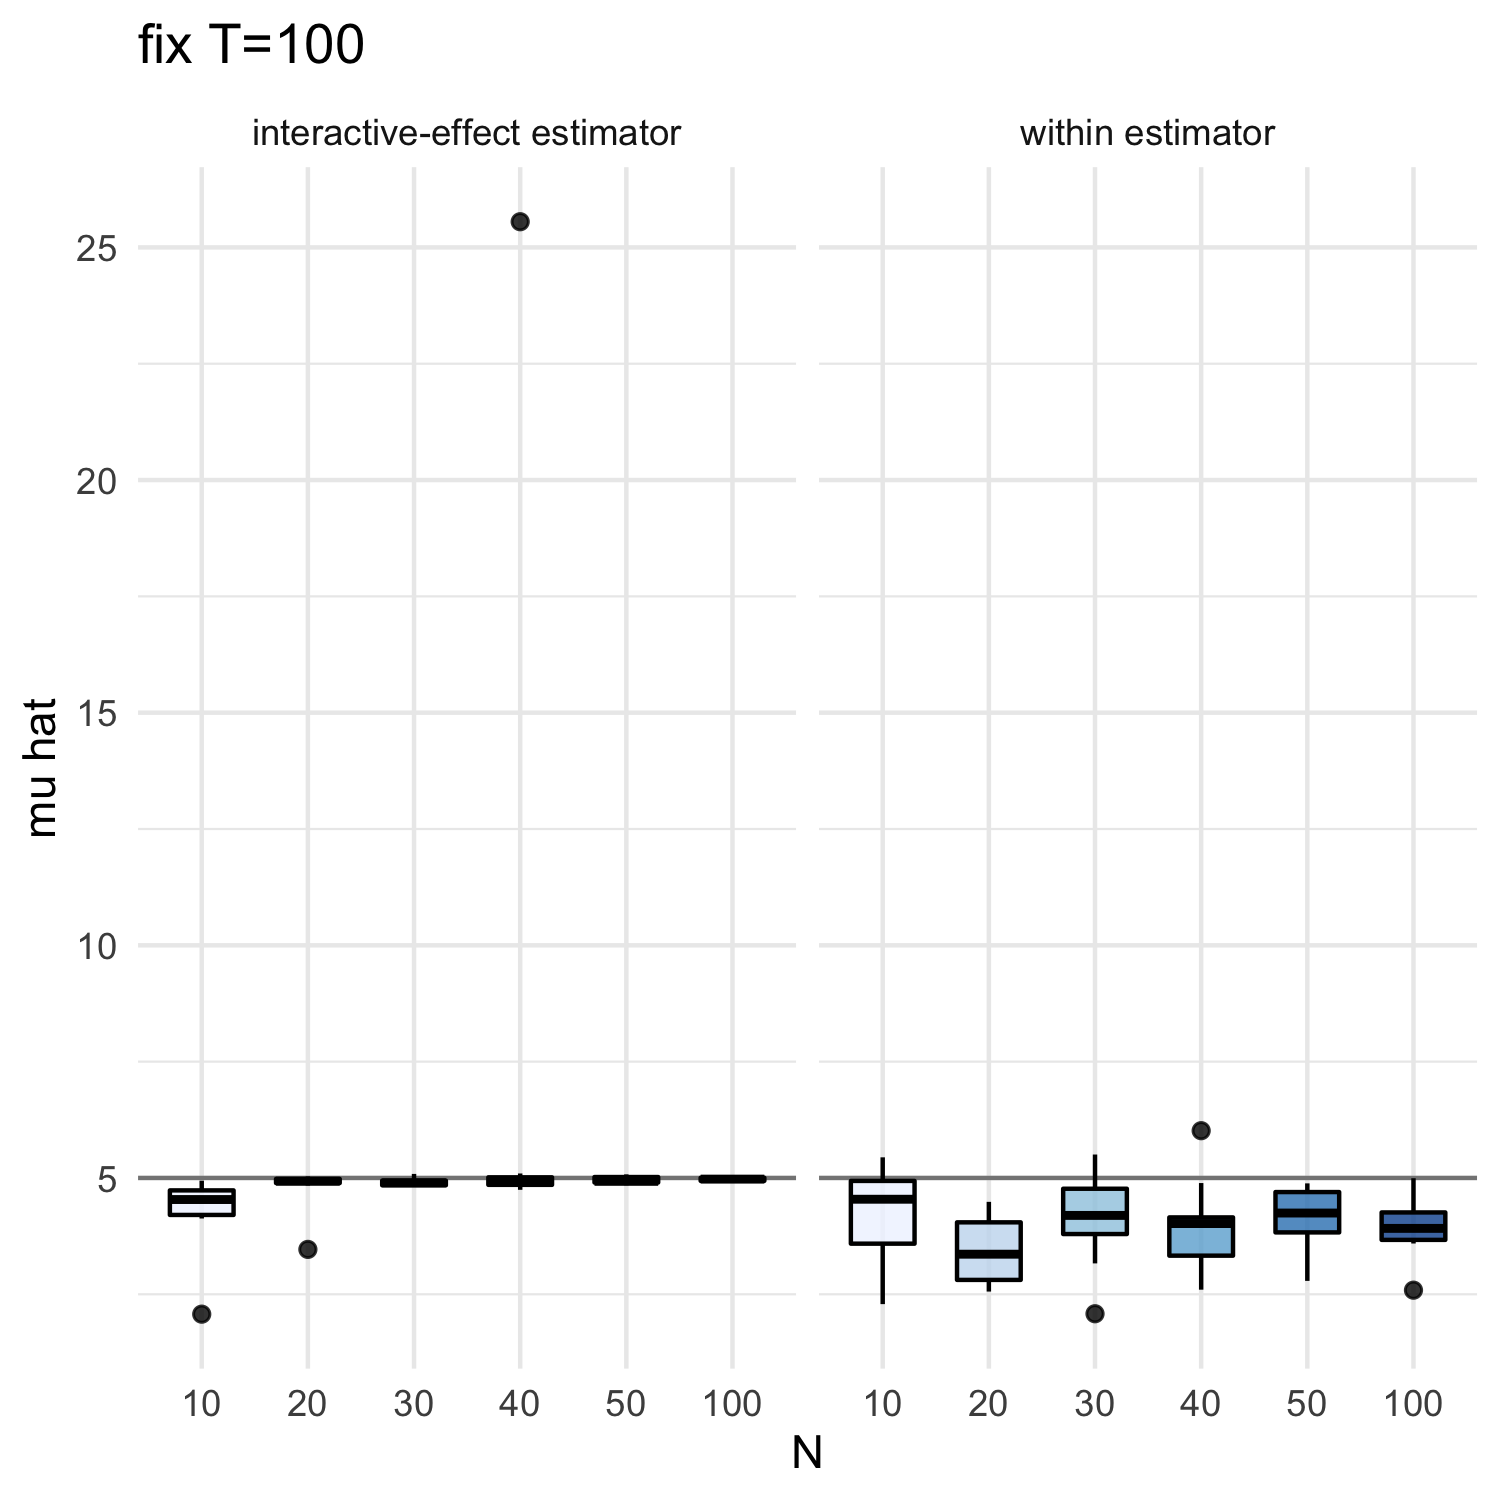 fix T=100
interactive-effect estimator
within estimator
25
20
15
10
5
mu hat
10 20 30 40 50 100
10 20 30 40 50 100
N